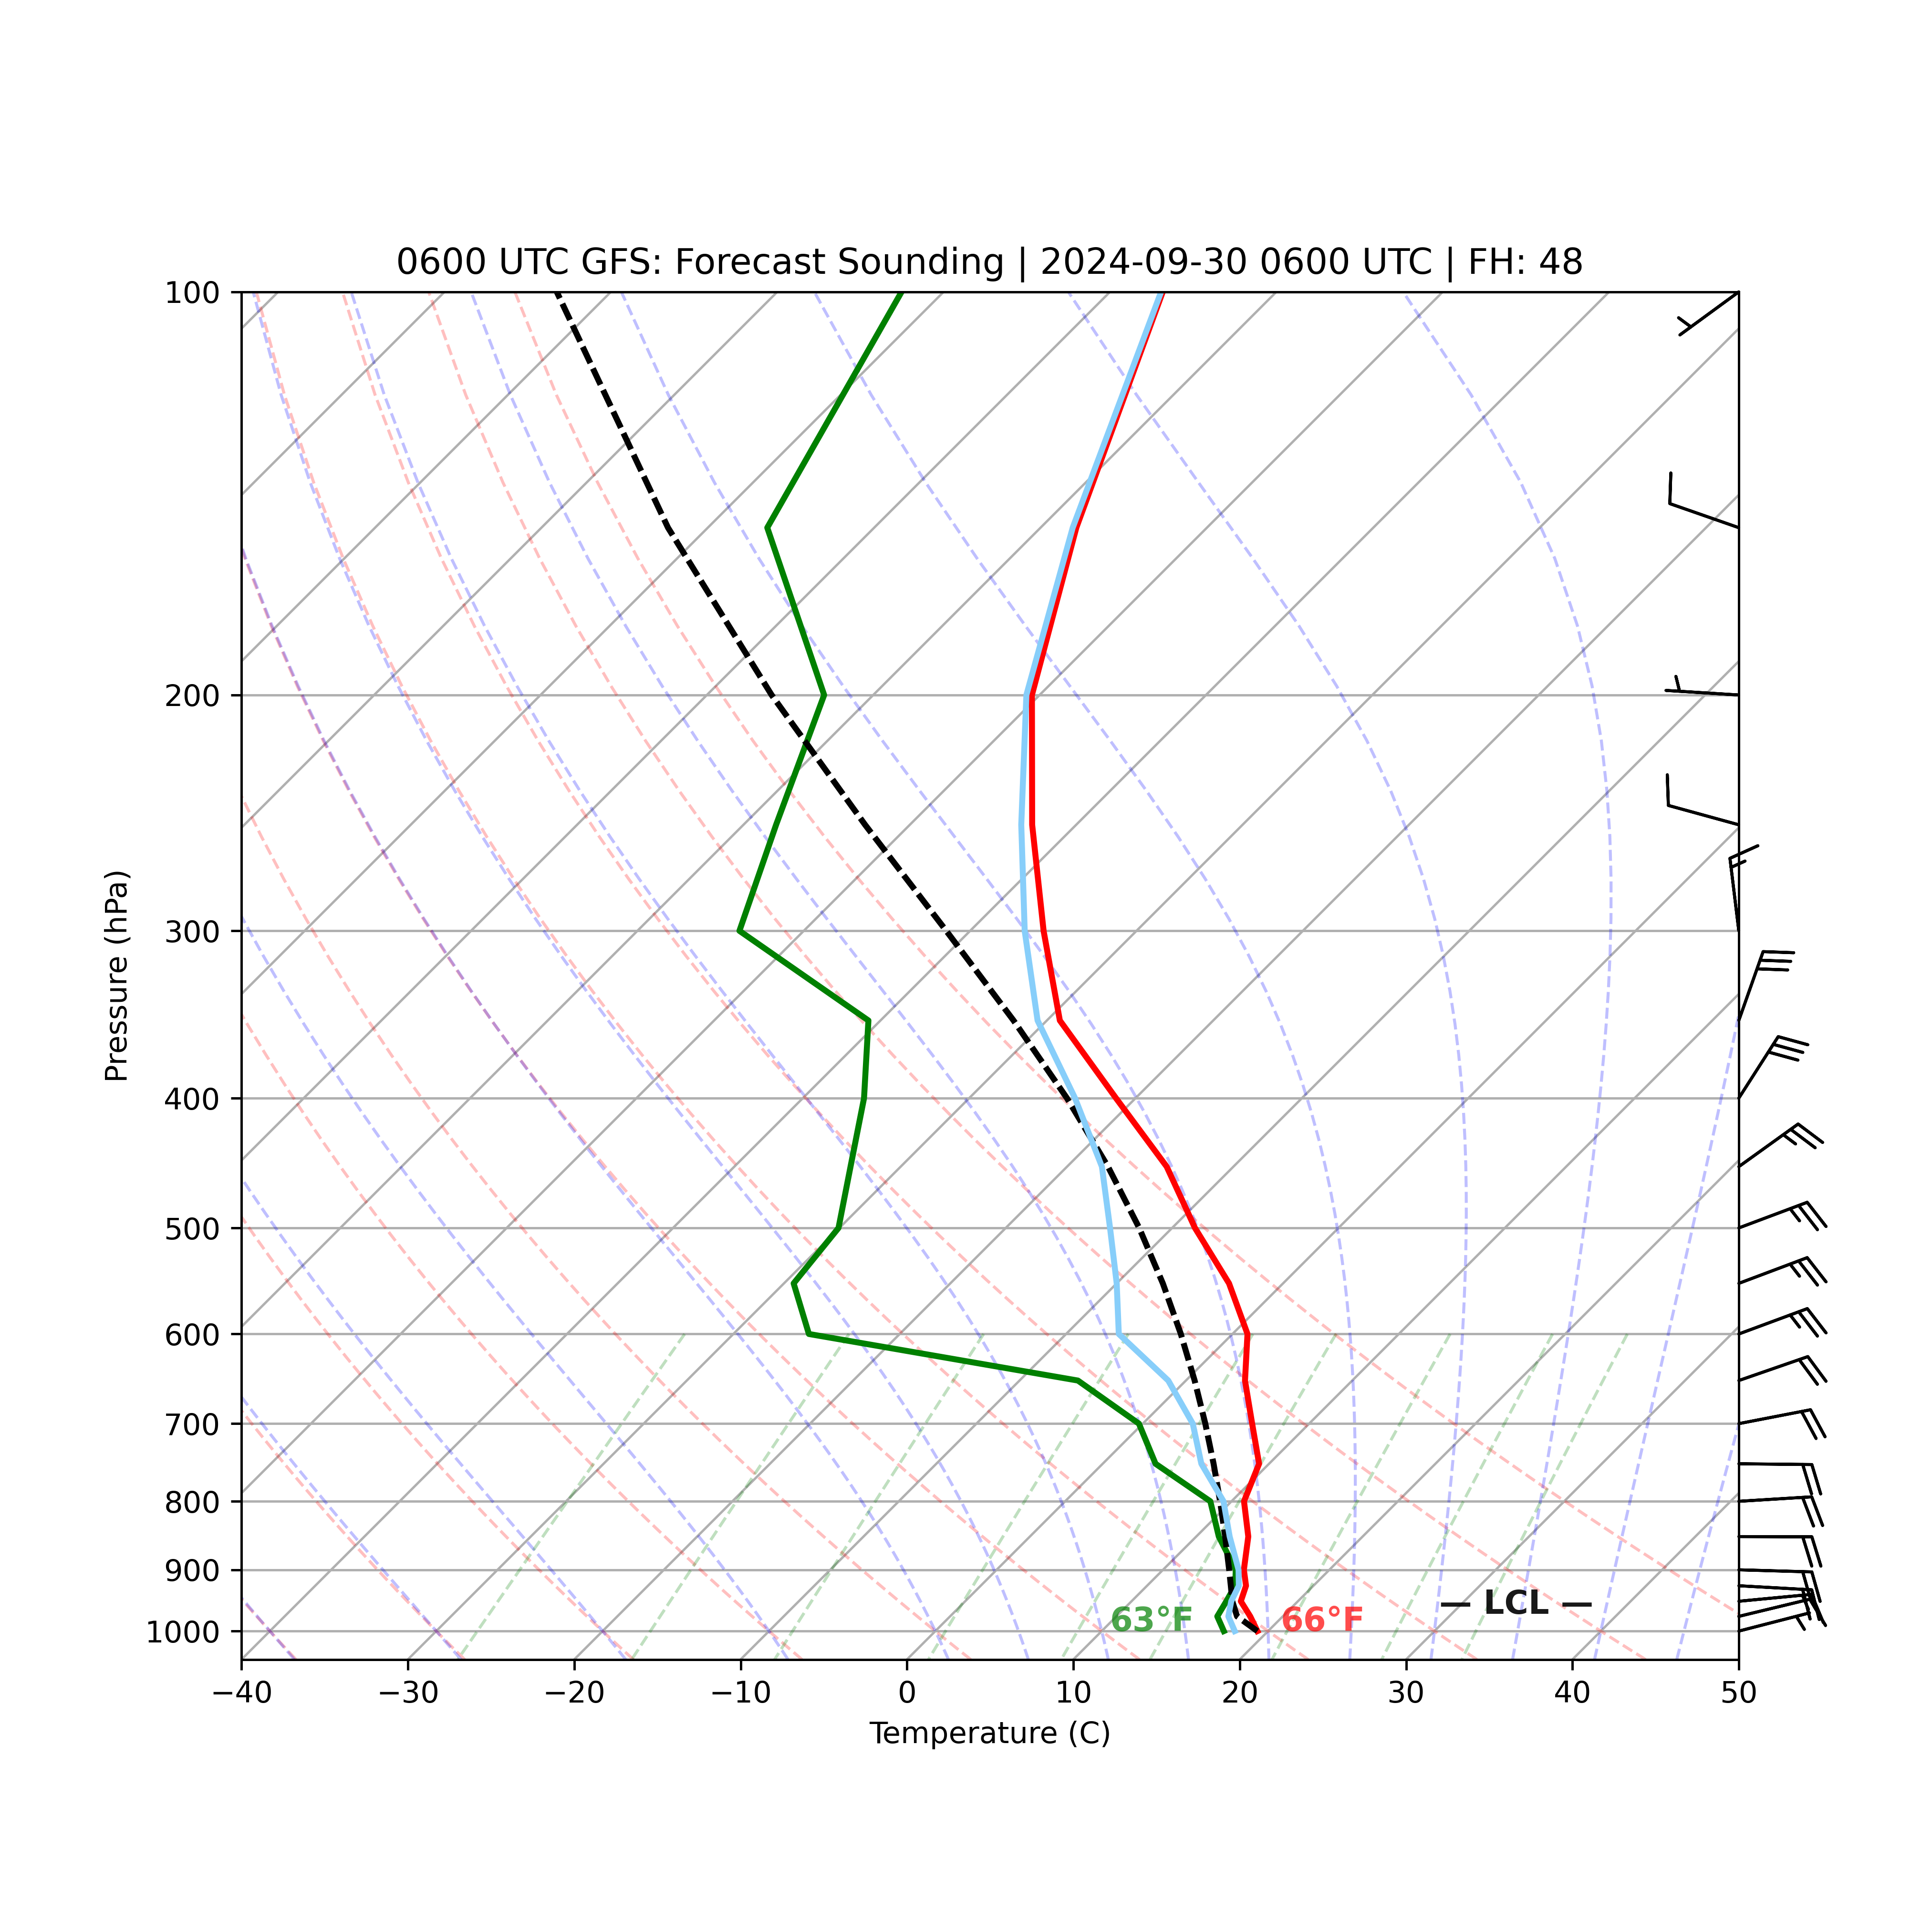 0600 UTC GFS: Forecast Sounding | 2024-09-30 0600 UTC | FH: 48
100
200
300
400
500
600
700
800
900
1000
Pressure (hPa)
63°F
66°F
— LCL —
−40 −30 −20 −10 0 10 20 30 40 50
Temperature (C)